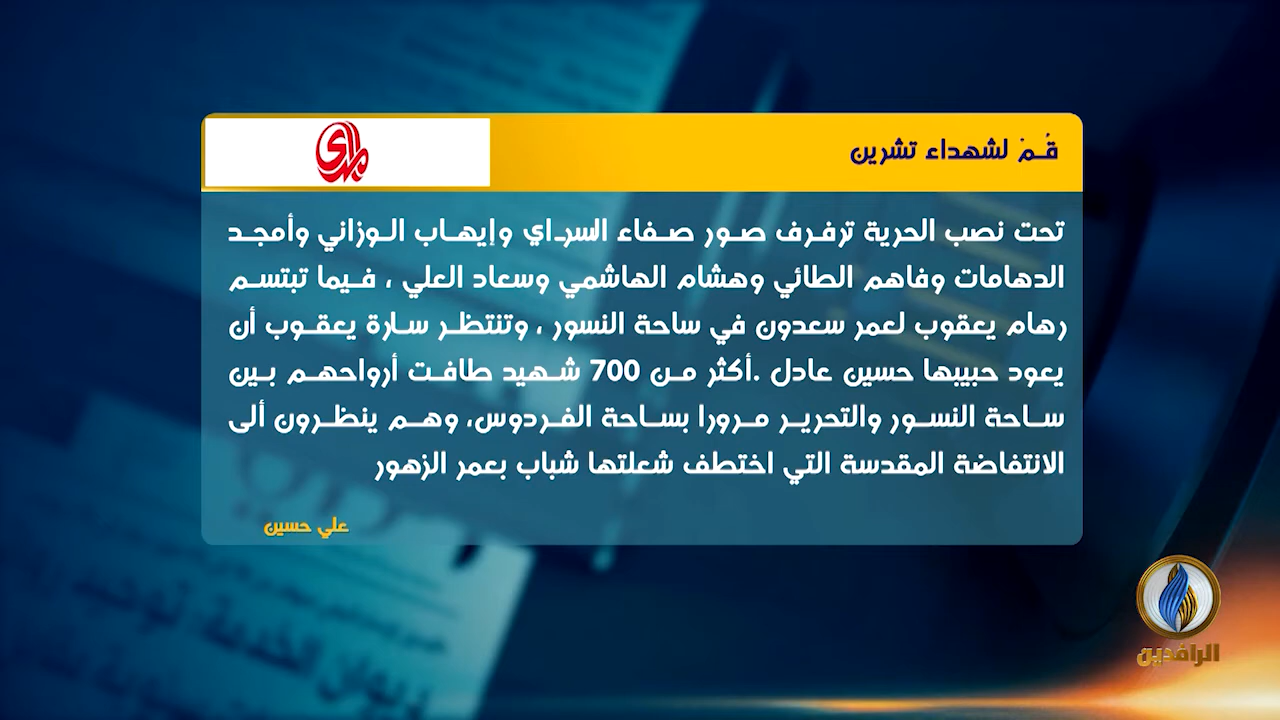 قُـمْ لشهداء تشرين
المدى
تحت نصب الحرية ترفرف صور صفاء السراي وإيهاب الوزاني وأمجد
الدهامات وفاهم الطائي وهشام الهاشمي وسعاد العلي ، فيما تبتسم
رهام يعقوب لعمر سعدون في ساحة النسور ، وتنتظر سارة يعقوب أن
يعود حبيبها حسين عادل .أكثر من 700 شهيد طافت أرواحهم بين
ساحة النسور والتحرير مرورا بساحة الفردوس، وهم ينظرون ألى
الانتفاضة المقدسة التي اختطف شعلتها شباب بعمر الزهور
علي حسين
الرافدين